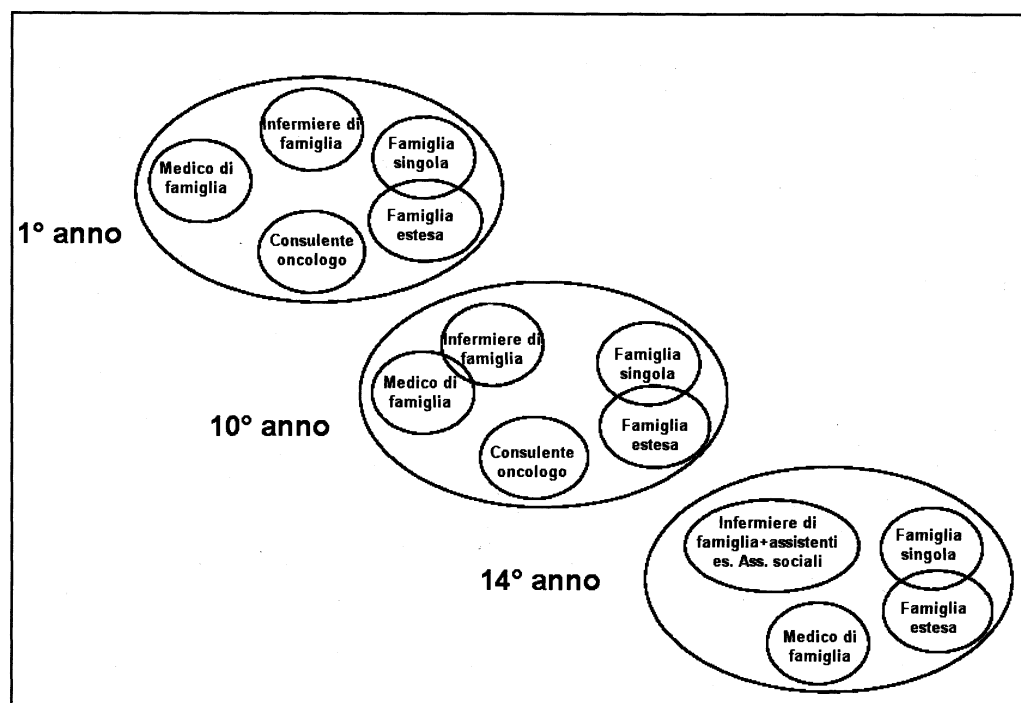 Infermiere di
famiglia
Famiglia
singola
Medico di
famiglia
Famiglia
estesa
1° anno
Consulente
oncologo
Infermiere di
famiglia
Famiglia
singola
Medico di
famiglia
10° anno
Famiglia
estesa
Consulente
oncologo
Infermiere di
famiglia+assistenti
es. Ass. sociali
Famiglia
singola
14° anno
Famiglia
estesa
Medico di
famiglia